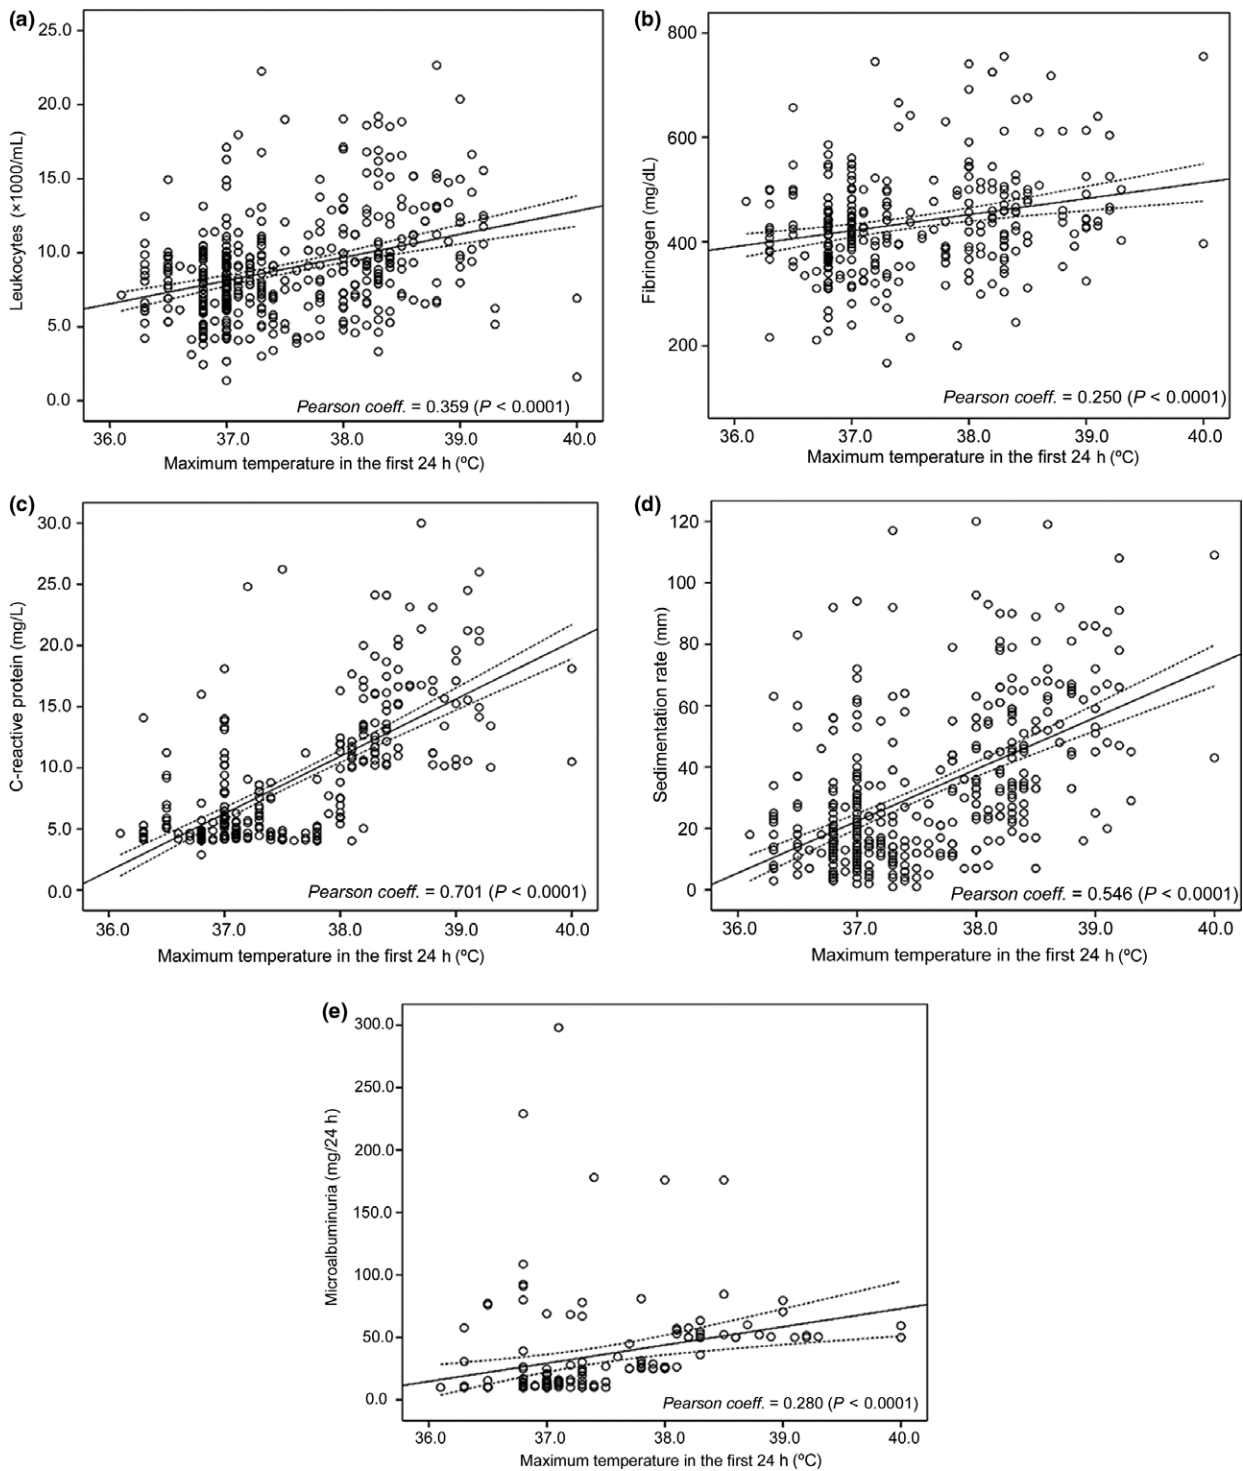 (a)
25.0
20.0
15.0
10.0
5.0
0.0
Leukocytes (×1000/mL)
Pearson coeff. = 0.359 (P < 0.0001)
36.0 37.0 38.0 39.0 40.0
Maximum temperature in the first 24 h (ºC)
(b)
800
600
400
200
Fibrinogen (mg/dL)
Pearson coeff. = 0.250 (P < 0.0001)
36.0 37.0 38.0 39.0 40.0
Maximum temperature in the first 24 h (ºC)
(c)
30.0
25.0
20.0
15.0
10.0
5.0
0.0
C-reactive protein (mg/L)
Pearson coeff. = 0.701 (P < 0.0001)
36.0 37.0 38.0 39.0 40.0
Maximum temperature in the first 24 h (ºC)
(d)
120
100
80
60
40
20
0
Sedimentation rate (mm)
Pearson coeff. = 0.546 (P < 0.0001)
36.0 37.0 38.0 39.0 40.0
Maximum temperature in the first 24 h (ºC)
(e)
300.0
250.0
200.0
150.0
100.0
50.0
0.0
Microalbuminuria (mg/24 h)
Pearson coeff. = 0.280 (P < 0.0001)
36.0 37.0 38.0 39.0 40.0
Maximum temperature in the first 24 h (ºC)